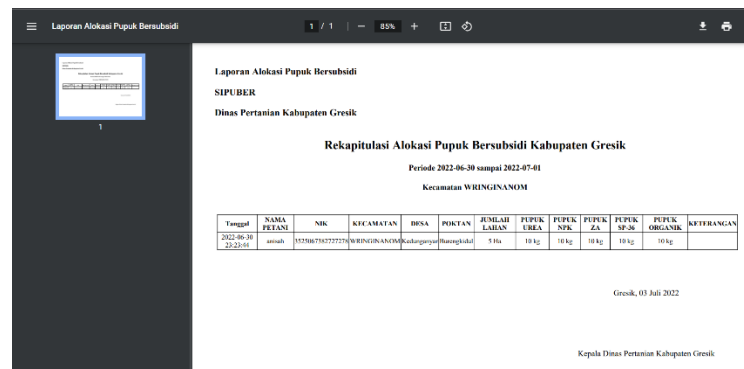 Laporan Alokasi Pupuk Bersubsidi
1 / 1
85%
1
Laporan Alokasi Pupuk Bersubsidi
SIPUBER
Dinas Pertanian Kabupaten Gresik
Rekapitulasi Alokasi Pupuk Bersubsidi Kabupaten Gresik
Periode 2022-06-30 sampai 2022-07-01
Kecamatan WRINGINANOM
Tanggal NAMA PETANI NIK KECAMATAN DESA POKTAN JUMLAH LAHAN PUPUK UREA PUPUK NPK PUPUK ZA PUPUK SP-36 PUPUK ORGANIK KETERANGAN
2022-06-30 23:23:44 WRINGINANOM 5 Ha 10 kg 10 kg 10 kg 10 kg 10 kg
Gresik, 03 Juli 2022
Kepala Dinas Pertanian Kabupaten Gresik